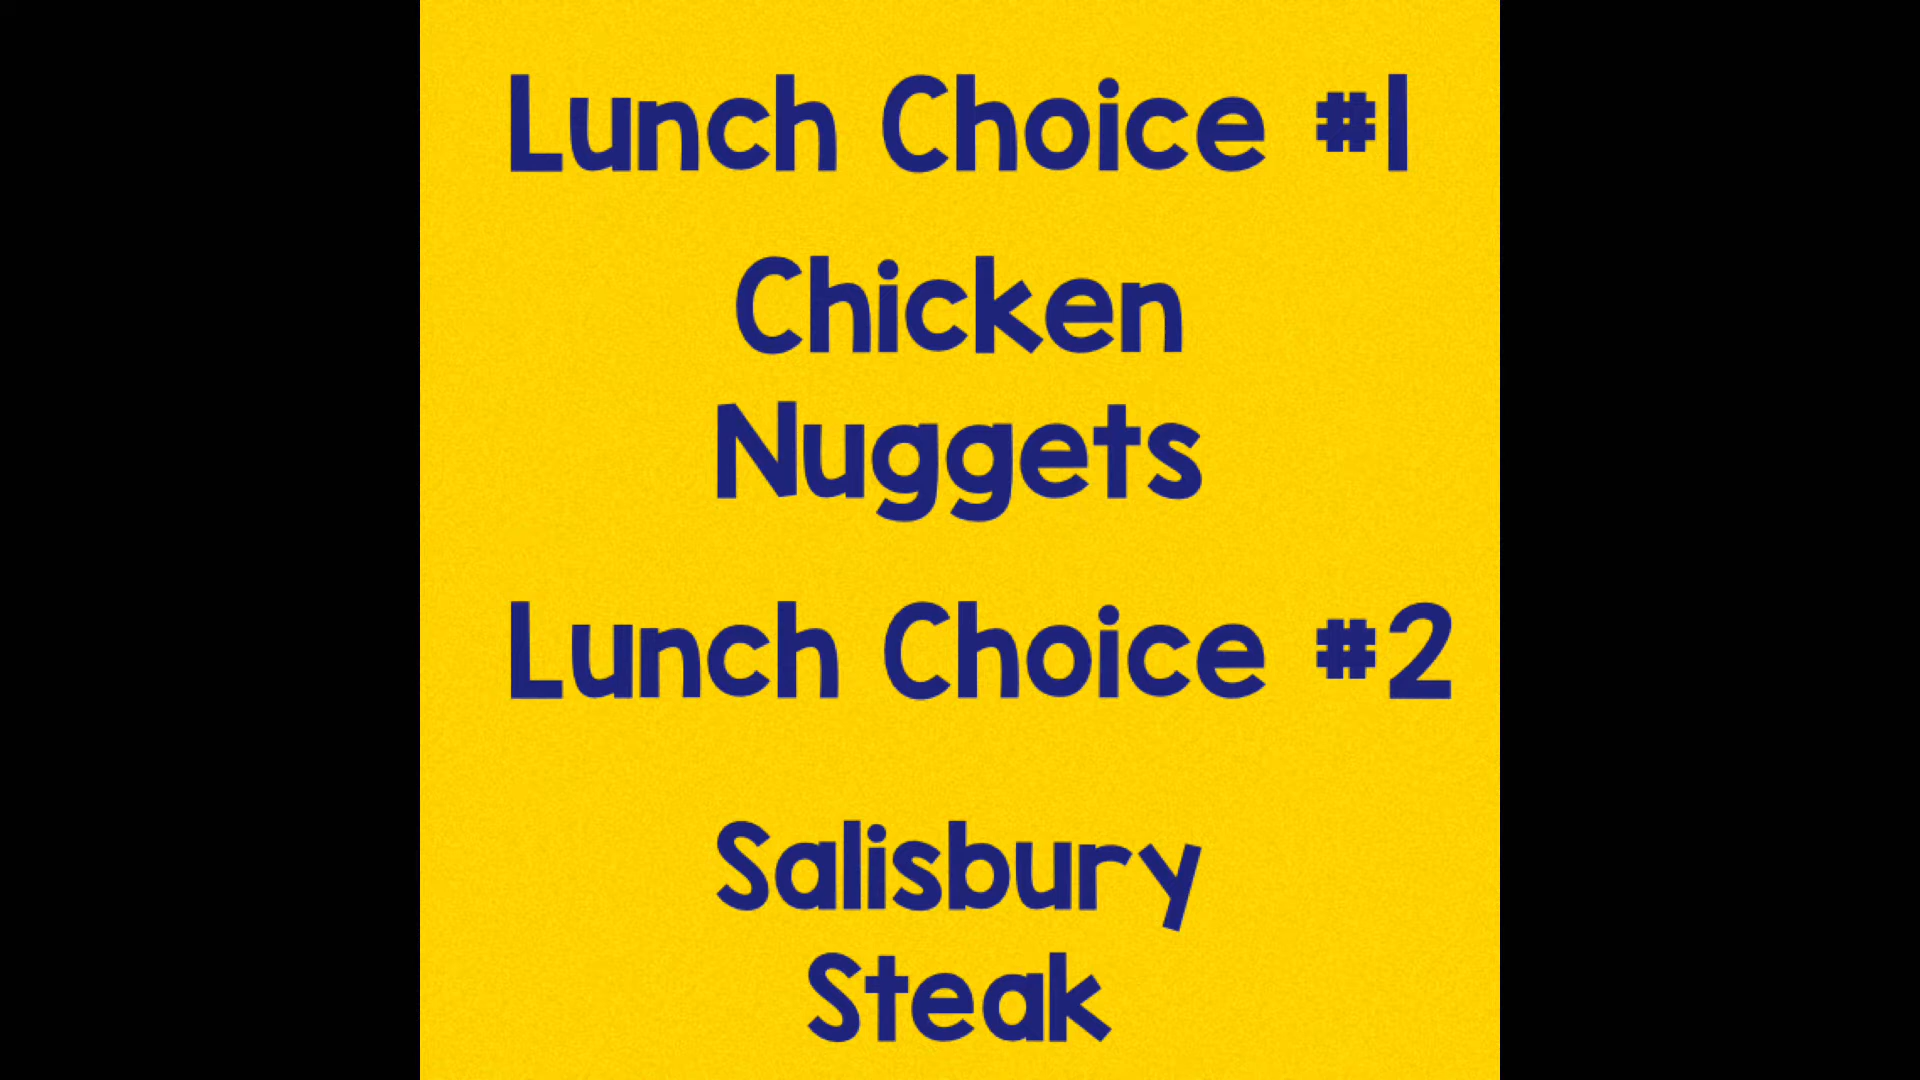 Lunch Choice #1
Chicken
Nuggets
Lunch Choice #2
Salisbury
Steak